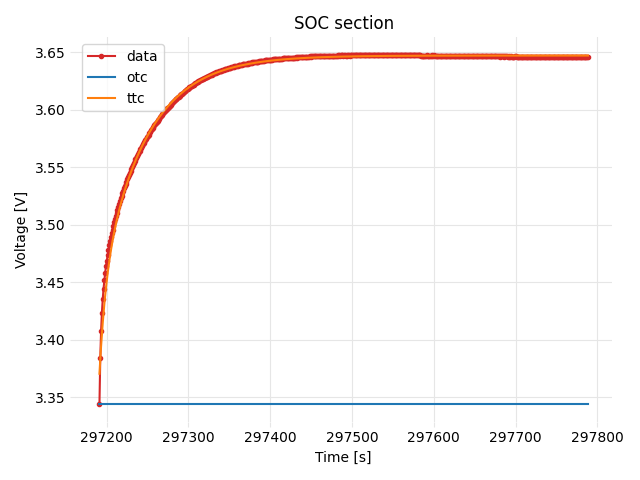 SOC section
data
otc
ttc
3.65
3.60
3.55
3.50
3.45
3.40
3.35
Voltage [V]
297200 297300 297400 297500 297600 297700 297800
Time [s]